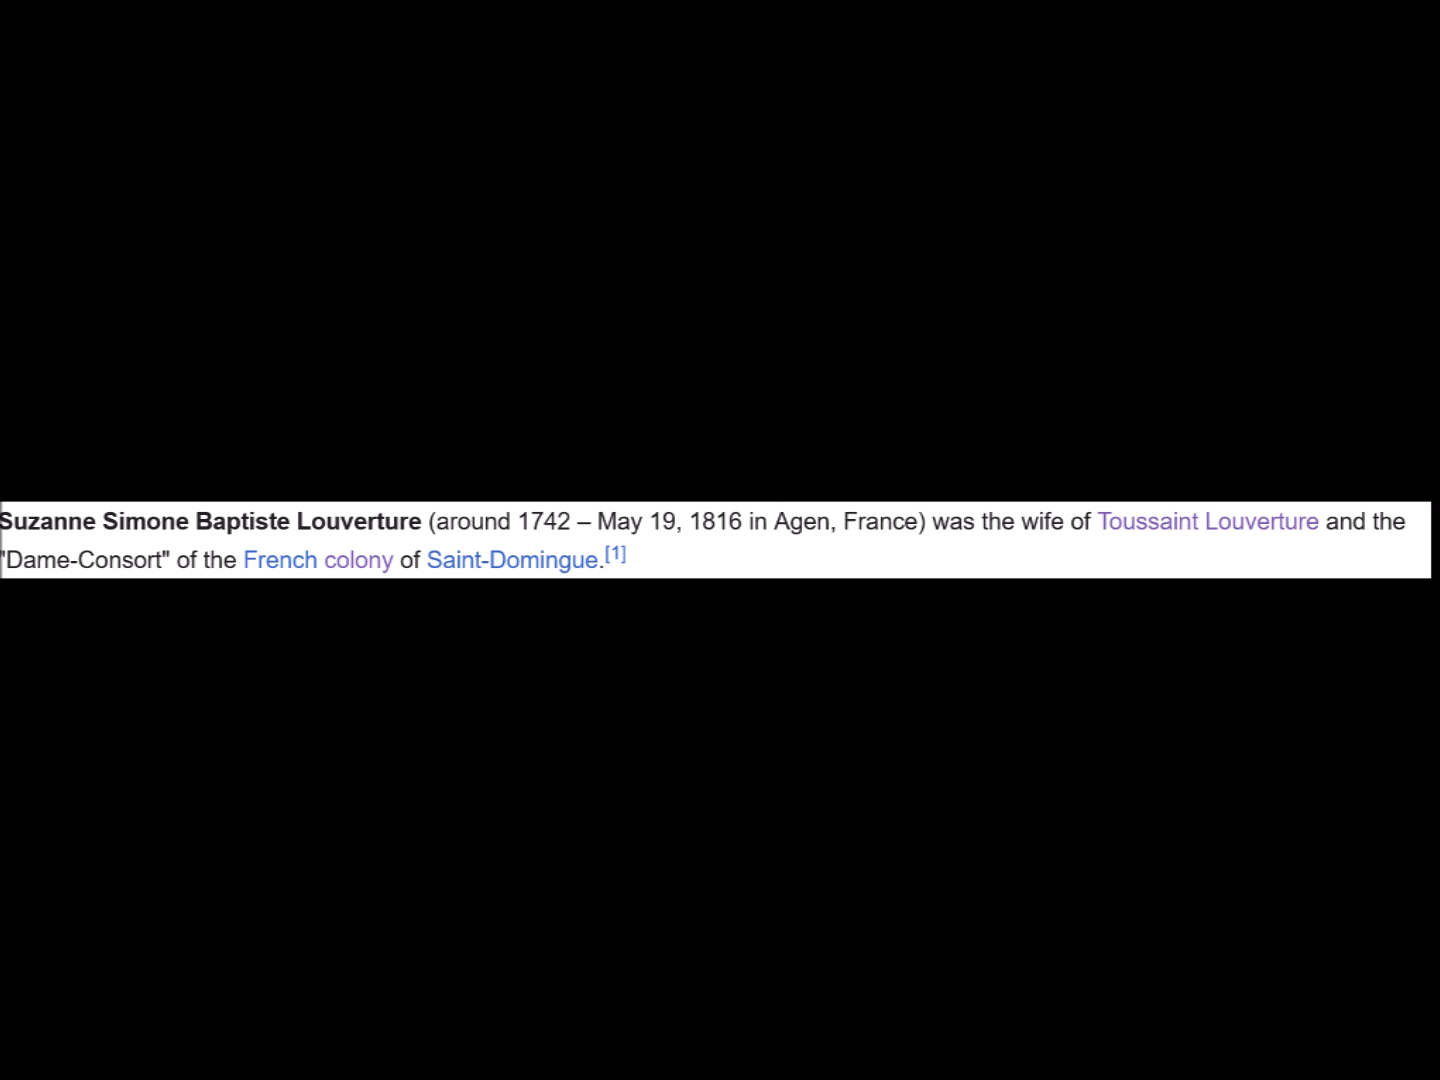 Suzanne Simone Baptiste Louverture (around 1742 – May 19, 1816 in Agen, France) was the wife of Toussaint Louverture and the
"Dame-Consort" of the French colony of Saint-Domingue.[1]